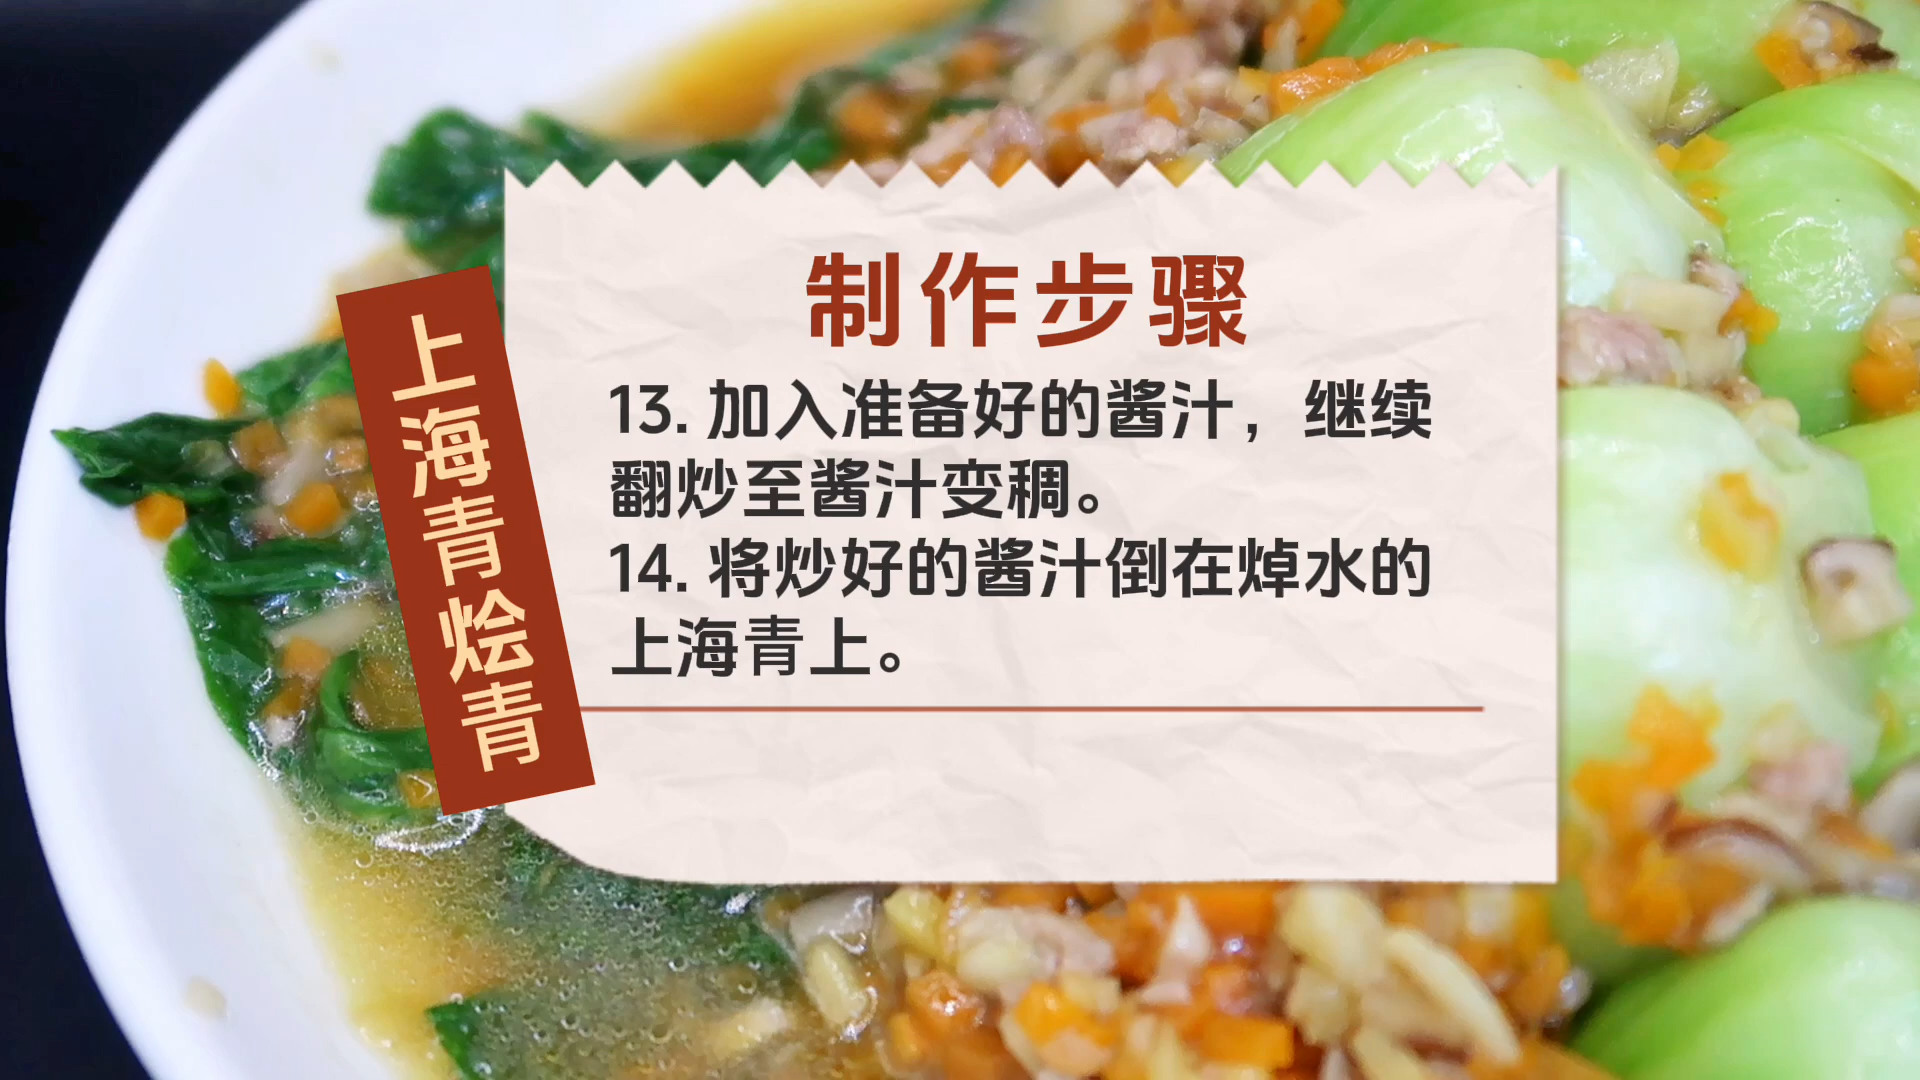 制作步骤
上海青烩青
13. 加入准备好的酱汁，继续
翻炒至酱汁变稠。
14. 将炒好的酱汁倒在焯水的
上海青上。